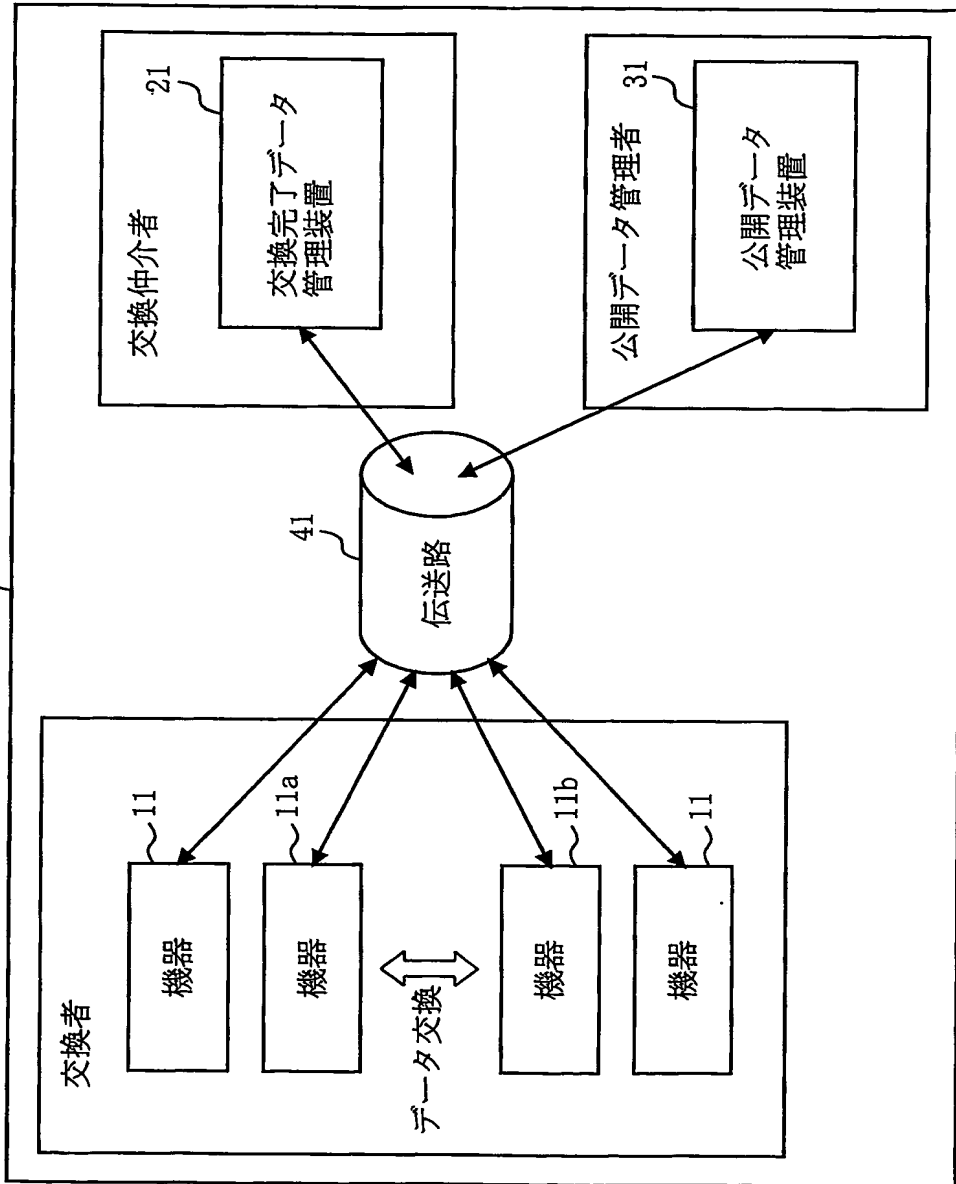 交換者
機器
11
機器
11a
データ交換
機器
11b
機器
11
伝送路
41
交換仲介者
交換完了データ
管理装置
21
公開データ管理者
公開データ
管理装置
31